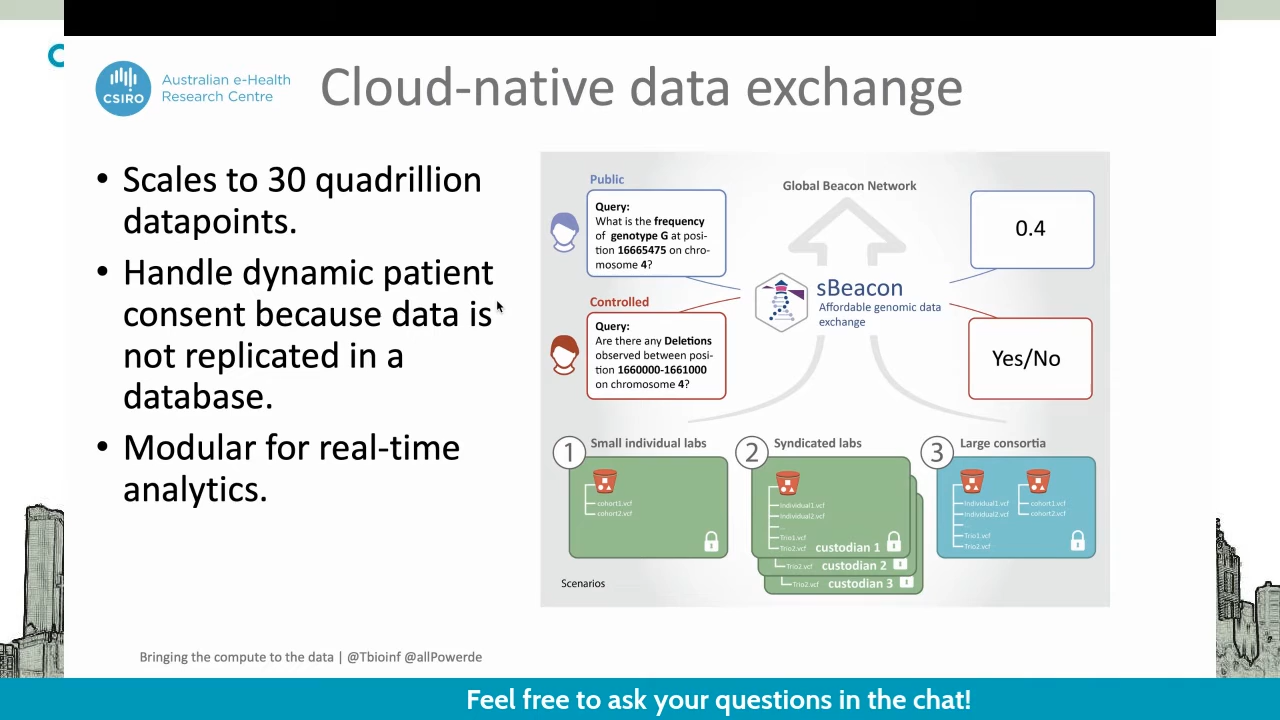 CSIRO
Australian e-Health
Research Centre
Cloud-native data exchange
• Scales to 30 quadrillion
datapoints.
• Handle dynamic patient
consent because data is
not replicated in a
database.
• Modular for real-time
analytics.
Public
Query:
What is the frequency
of genotype G at posi-
tion 16665475 on chro-
mosome 4?
Controlled
Query:
Are there any Deletions
observed between posi-
tion 1660000-1661000
on chromosome 4?
Global Beacon Network
sBeacon
Affordable genomic data
exchange
0.4
Yes/No
1 Small individual labs
cohort1.vcf
cohort2.vcf
2 Syndicated labs
Individual1.vcf
Individual2.vcf
...
Trio1.vcf
Trio2.vcf
custodian 1
Trio2.vcf
custodian 2
Trio2.vcf
custodian 3
3 Large consortia
Individual1.vcf
Individual2.vcf
...
Trio1.vcf
Trio2.vcf
cohort1.vcf
cohort2.vcf
Scenarios
Bringing the compute to the data | @Tbioinf @allPowerde
Feel free to ask your questions in the chat!